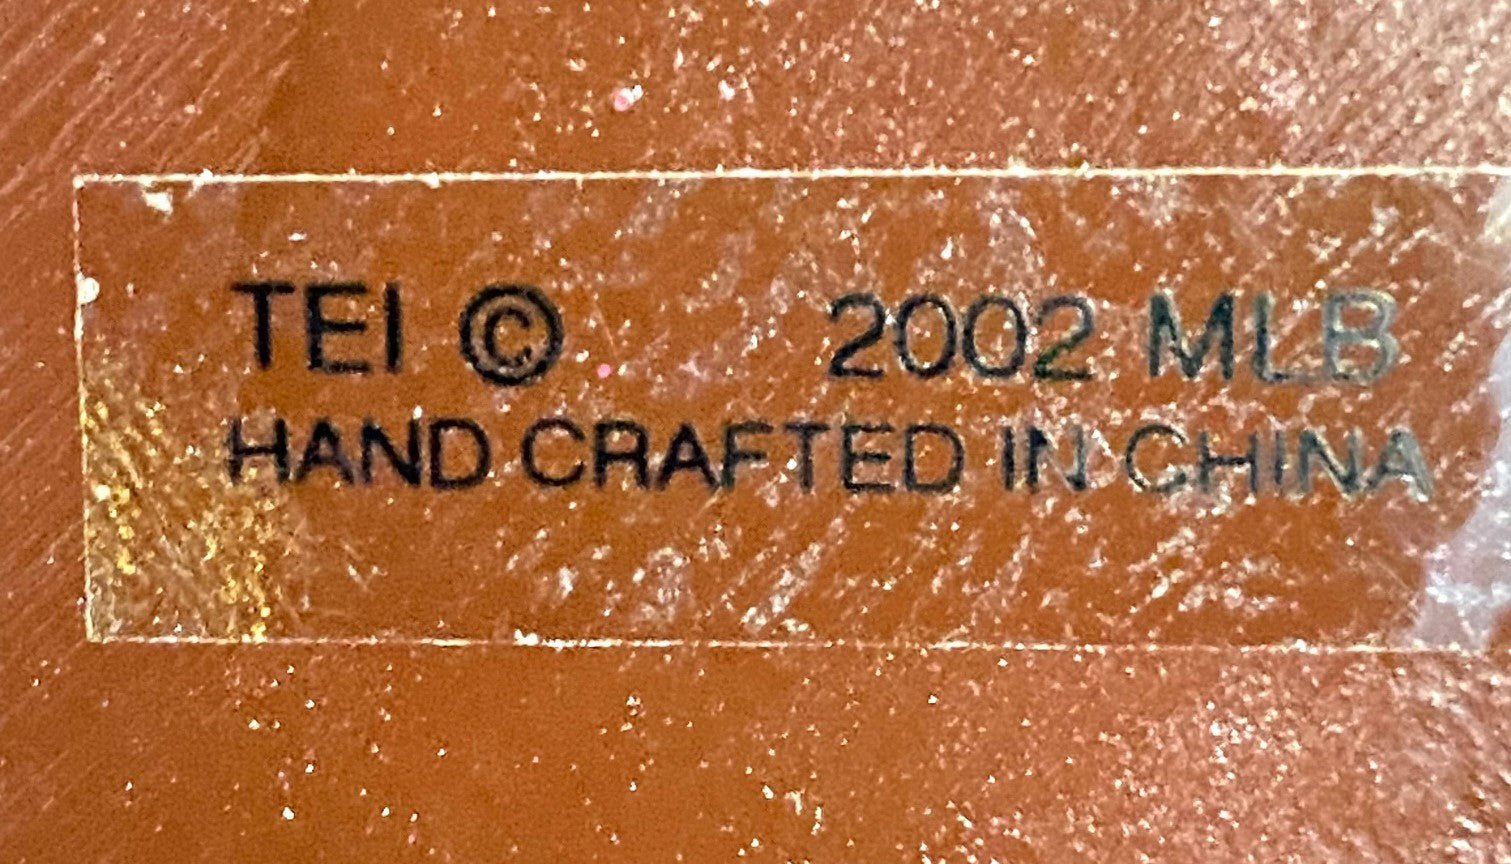 TEI © 2002 MLB
HAND CRAFTED IN CHINA